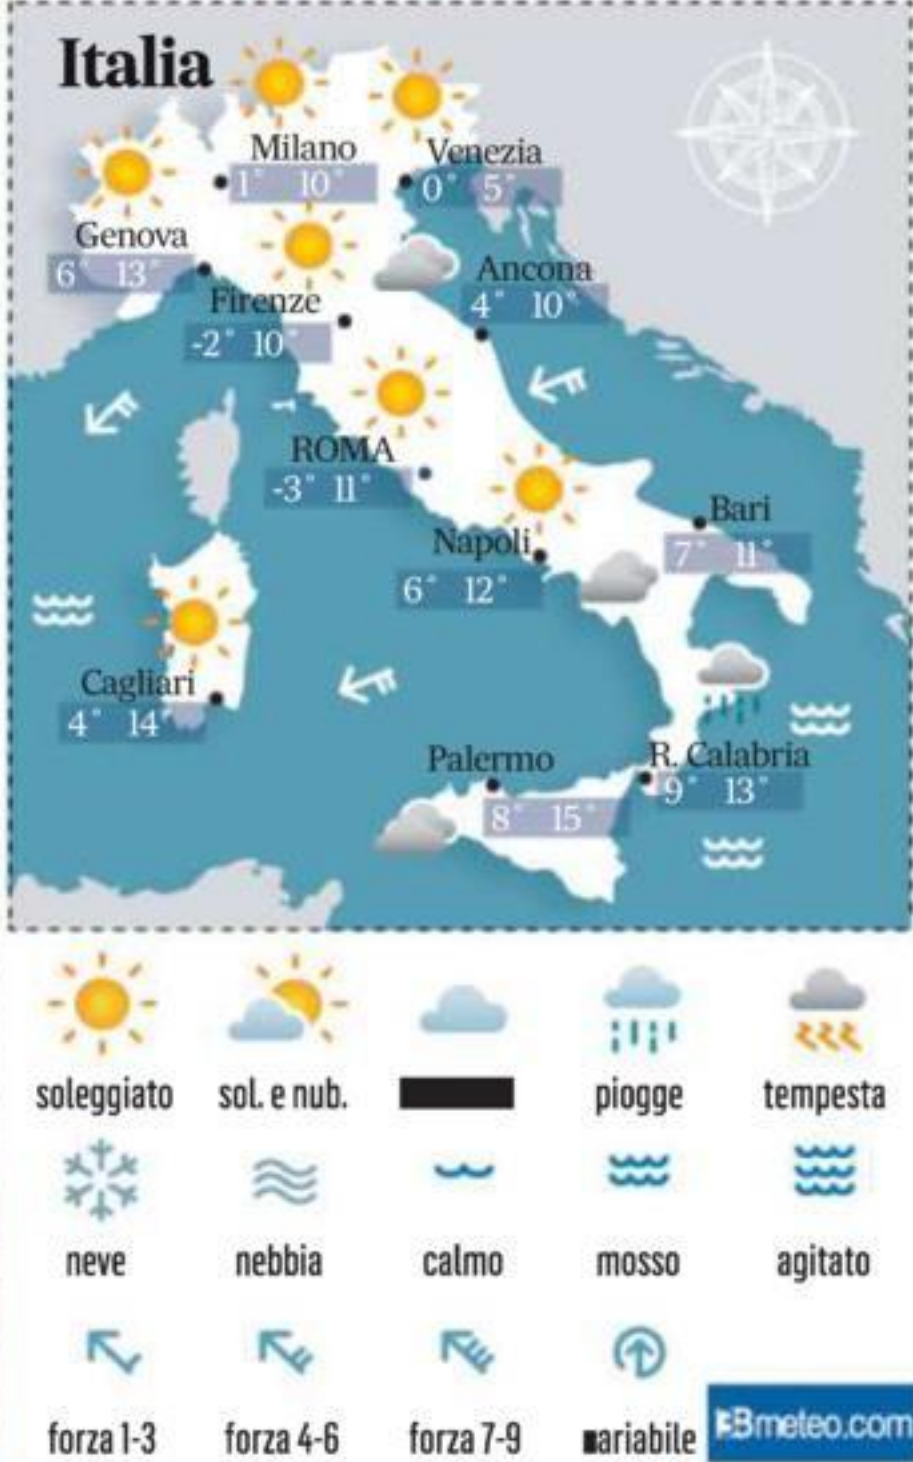 Italia
Milano
1° 10°
Venezia
0° 5°
Genova
6° 13°
Firenze
-2° 10°
Ancona
4° 10°
ROMA
-3° 11°
Napoli
6° 12°
Bari
7° 11°
Cagliari
4° 14°
Palermo
8° 15°
R. Calabria
9° 13°
soleggiato sol. e nub. piogge tempesta
neve nebbia calmo mosso agitato
forza 1-3 forza 4-6 forza 7-9 ariabile
3Bmeteo.com